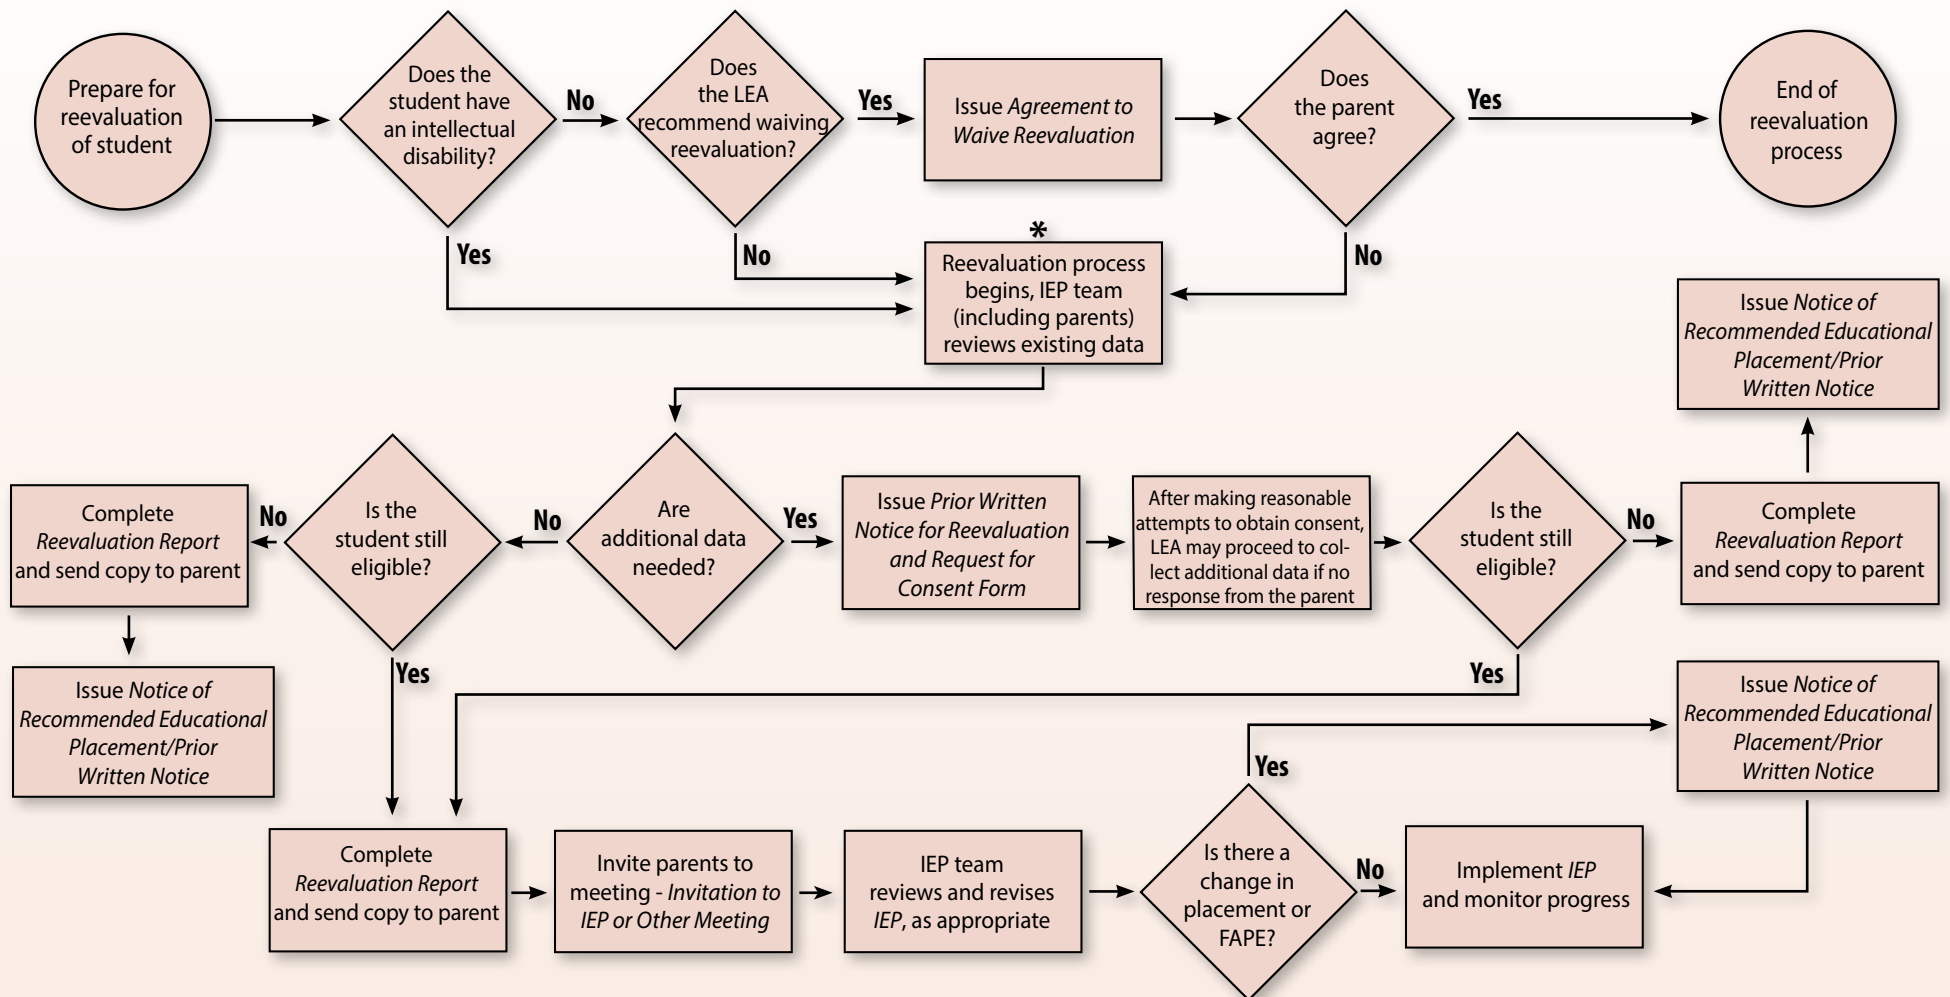 Prepare for
reevaluation
of student
Does the
student have
an intellectual
disability?
No
Does
the LEA
recommend waiving
reevaluation?
Yes
Issue Agreement to
Waive Reevaluation
Does
the parent
agree?
Yes
End of
reevaluation
process
Yes
No
*
Reevaluation process
begins, IEP team
(including parents)
reviews existing data
No
Issue Notice of
Recommended Educational
Placement/Prior
Written Notice
Complete
Reevaluation Report
and send copy to parent
No
Is the
student still
eligible?
No
Are
additional data
needed?
Yes
Issue Prior Written
Notice for Reevaluation
and Request for
Consent Form
After making reasonable
attempts to obtain consent,
LEA may proceed to col-
lect additional data if no
response from the parent
Is the
student still
eligible?
No
Complete
Reevaluation Report
and send copy to parent
Issue Notice of
Recommended Educational
Placement/Prior
Written Notice
Yes
Yes
Issue Notice of
Recommended Educational
Placement/Prior
Written Notice
Yes
Complete
Reevaluation Report
and send copy to parent
Invite parents to
meeting - Invitation to
IEP or Other Meeting
IEP team
reviews and revises
IEP, as appropriate
Is there a
change in
placement or
FAPE?
No
Implement IEP
and monitor progress